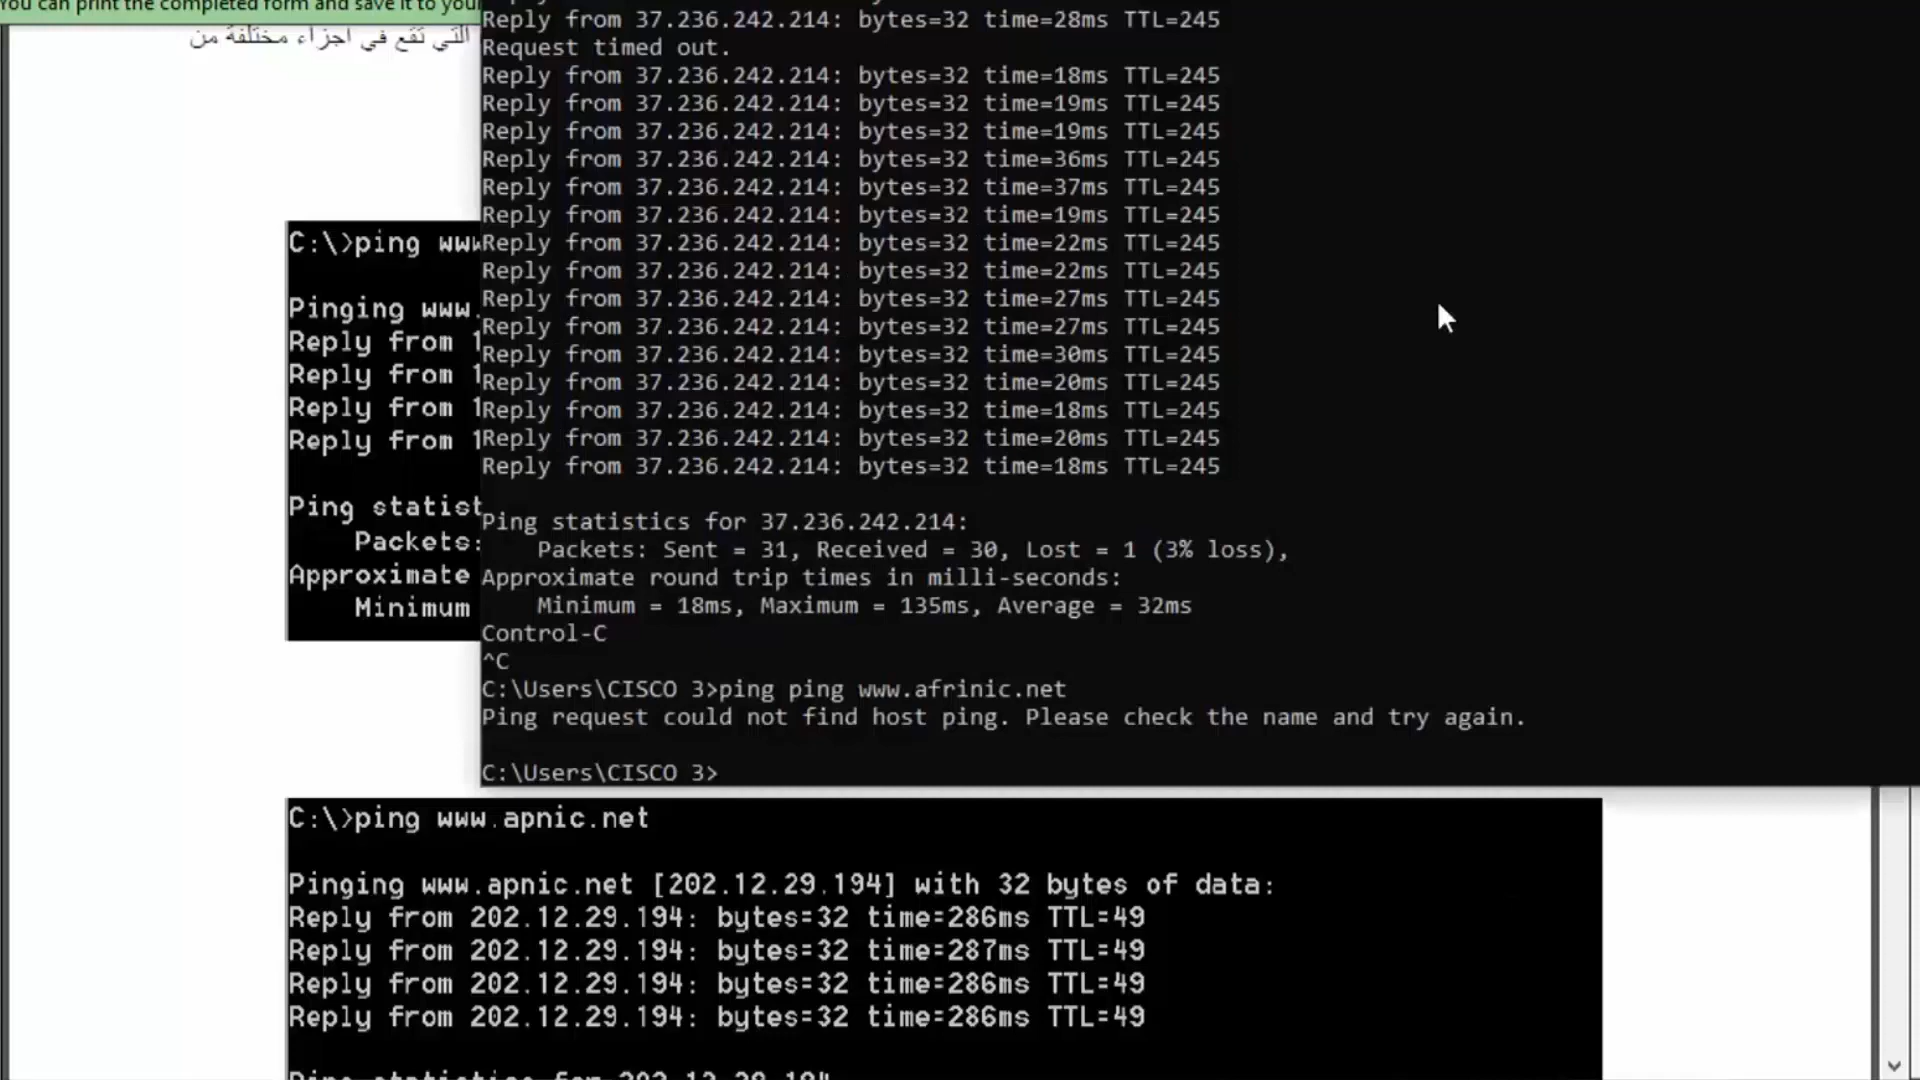 You can print the completed form and save it to your
التي تقع في اجزاء مختلفة من
Reply from 37.236.242.214: bytes=32 time=28ms TTL=245
Request timed out.
Reply from 37.236.242.214: bytes=32 time=18ms TTL=245
Reply from 37.236.242.214: bytes=32 time=19ms TTL=245
Reply from 37.236.242.214: bytes=32 time=19ms TTL=245
Reply from 37.236.242.214: bytes=32 time=36ms TTL=245
Reply from 37.236.242.214: bytes=32 time=37ms TTL=245
Reply from 37.236.242.214: bytes=32 time=19ms TTL=245
Reply from 37.236.242.214: bytes=32 time=22ms TTL=245
Reply from 37.236.242.214: bytes=32 time=22ms TTL=245
Reply from 37.236.242.214: bytes=32 time=27ms TTL=245
Reply from 37.236.242.214: bytes=32 time=27ms TTL=245
Reply from 37.236.242.214: bytes=32 time=30ms TTL=245
Reply from 37.236.242.214: bytes=32 time=20ms TTL=245
Reply from 37.236.242.214: bytes=32 time=18ms TTL=245
Reply from 37.236.242.214: bytes=32 time=20ms TTL=245
Reply from 37.236.242.214: bytes=32 time=18ms TTL=245
Ping statistics for 37.236.242.214:
Packets: Sent = 31, Received = 30, Lost = 1 (3% loss),
Approximate round trip times in milli-seconds:
Minimum = 18ms, Maximum = 135ms, Average = 32ms
Control-C
^C
C:\Users\CISCO 3>ping ping www.afrinic.net
Ping request could not find host ping. Please check the name and try again.
C:\Users\CISCO 3>
C:\>ping www
Pinging www.
Reply from 1
Reply from 1
Reply from 1
Reply from 1
Ping statist
Packets:
Approximate
Minimum
C:\>ping www.apnic.net
Pinging www.apnic.net [202.12.29.194] with 32 bytes of data:
Reply from 202.12.29.194: bytes=32 time=286ms TTL=49
Reply from 202.12.29.194: bytes=32 time=287ms TTL=49
Reply from 202.12.29.194: bytes=32 time=286ms TTL=49
Reply from 202.12.29.194: bytes=32 time=286ms TTL=49
Ping statistics for 202.12.29.194